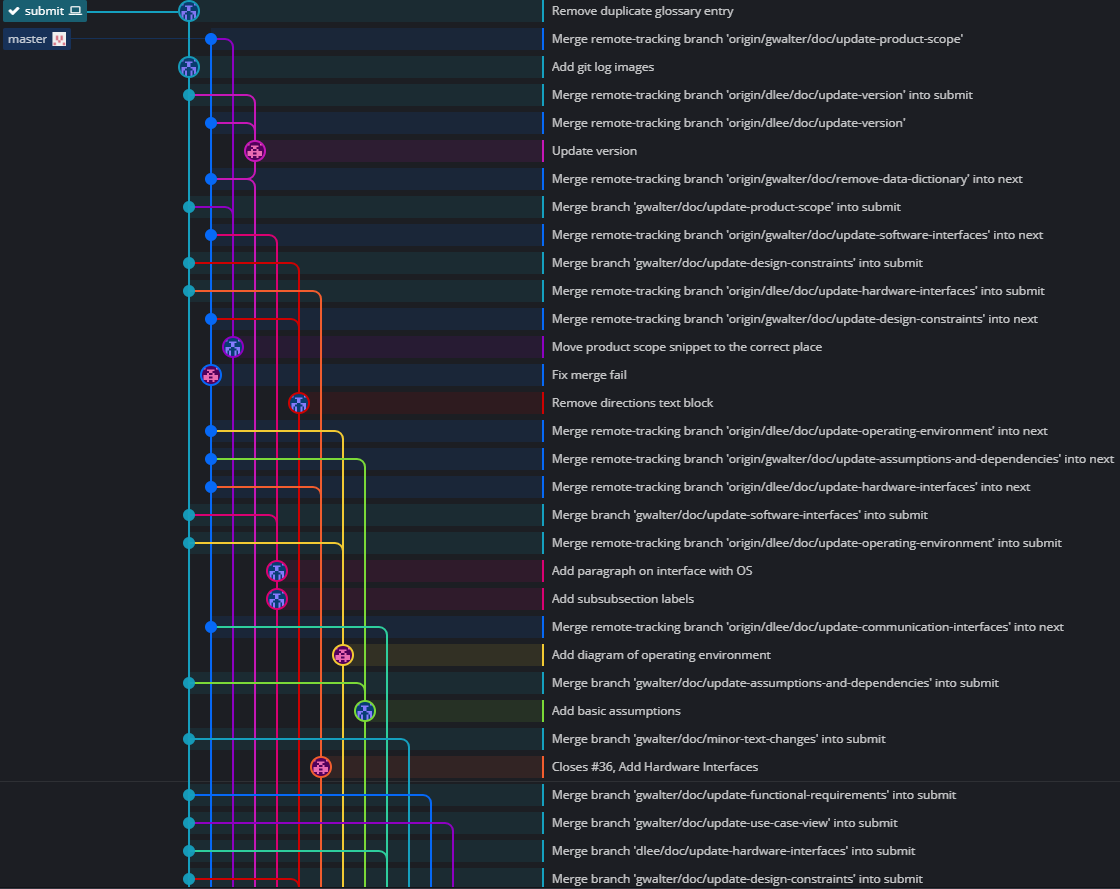 submit
Remove duplicate glossary entry
master
Merge remote-tracking branch 'origin/gwalter/doc/update-product-scope'
Add git log images
Merge remote-tracking branch 'origin/dlee/doc/update-version' into submit
Merge remote-tracking branch 'origin/dlee/doc/update-version'
Update version
Merge remote-tracking branch 'origin/gwalter/doc/remove-data-dictionary' into next
Merge branch 'gwalter/doc/update-product-scope' into submit
Merge remote-tracking branch 'origin/gwalter/doc/update-software-interfaces' into next
Merge branch 'gwalter/doc/update-design-constraints' into submit
Merge remote-tracking branch 'origin/dlee/doc/update-hardware-interfaces' into submit
Merge remote-tracking branch 'origin/gwalter/doc/update-design-constraints' into next
Move product scope snippet to the correct place
Fix merge fail
Remove directions text block
Merge remote-tracking branch 'origin/dlee/doc/update-operating-environment' into next
Merge remote-tracking branch 'origin/gwalter/doc/update-assumptions-and-dependencies' into next
Merge remote-tracking branch 'origin/dlee/doc/update-hardware-interfaces' into next
Merge branch 'gwalter/doc/update-software-interfaces' into submit
Merge remote-tracking branch 'origin/dlee/doc/update-operating-environment' into submit
Add paragraph on interface with OS
Add subsubsection labels
Merge remote-tracking branch 'origin/dlee/doc/update-communication-interfaces' into next
Add diagram of operating environment
Merge branch 'gwalter/doc/update-assumptions-and-dependencies' into submit
Add basic assumptions
Merge branch 'gwalter/doc/minor-text-changes' into submit
Closes #36, Add Hardware Interfaces
Merge branch 'gwalter/doc/update-functional-requirements' into submit
Merge branch 'gwalter/doc/update-use-case-view' into submit
Merge branch 'dlee/doc/update-hardware-interfaces' into submit
Merge branch 'gwalter/doc/update-design-constraints' into submit